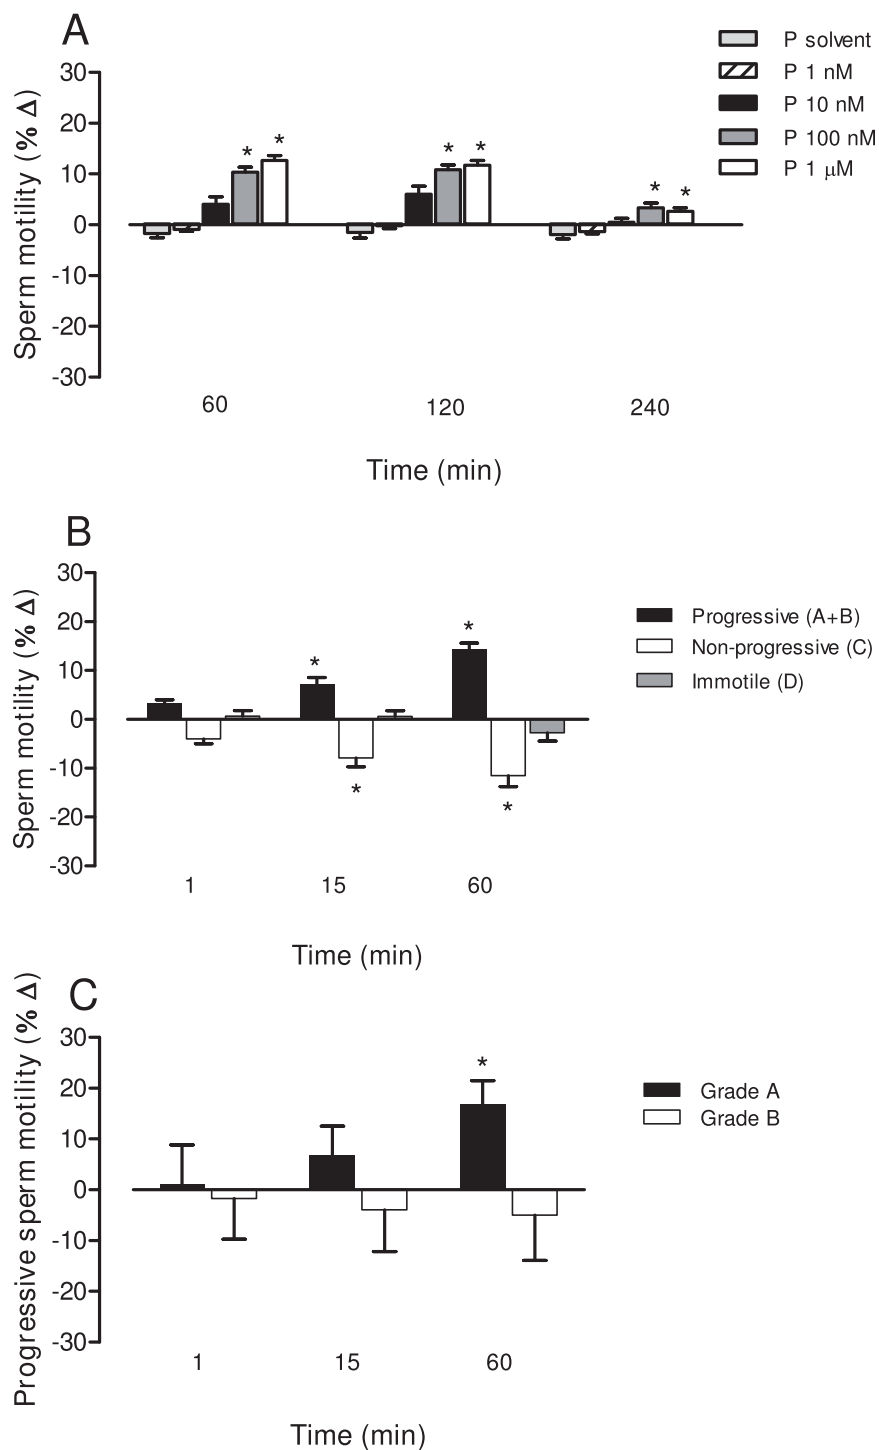 A
P solvent
P 1 nM
P 10 nM
P 100 nM
P 1 μM
Sperm motility (% Δ)
30
20
10
0
-10
-20
-30
* * * * * *
60 120 240
Time (min)
B
Progressive (A+B)
Non-progressive (C)
Immotile (D)
Sperm motility (% Δ)
30
20
10
0
-10
-20
-30
* *
* *
1 15 60
Time (min)
C
Grade A
Grade B
Progressive sperm motility (% Δ)
30
20
10
0
-10
-20
-30
*
1 15 60
Time (min)